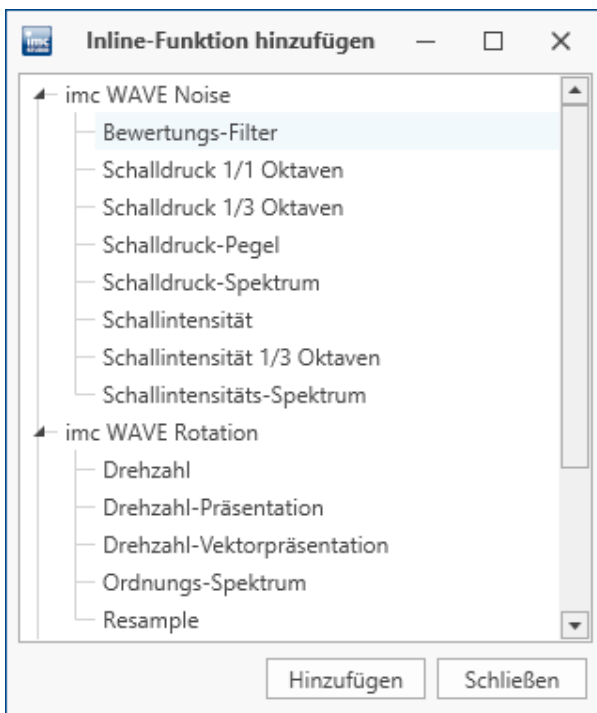 imc
Inline-Funktion hinzufügen
imc WAVE Noise
Bewertungs-Filter
Schalldruck 1/1 Oktaven
Schalldruck 1/3 Oktaven
Schalldruck-Pegel
Schalldruck-Spektrum
Schallintensität
Schallintensität 1/3 Oktaven
Schallintensitäts-Spektrum
imc WAVE Rotation
Drehzahl
Drehzahl-Präsentation
Drehzahl-Vektorpräsentation
Ordnungs-Spektrum
Resample
Hinzufügen Schließen